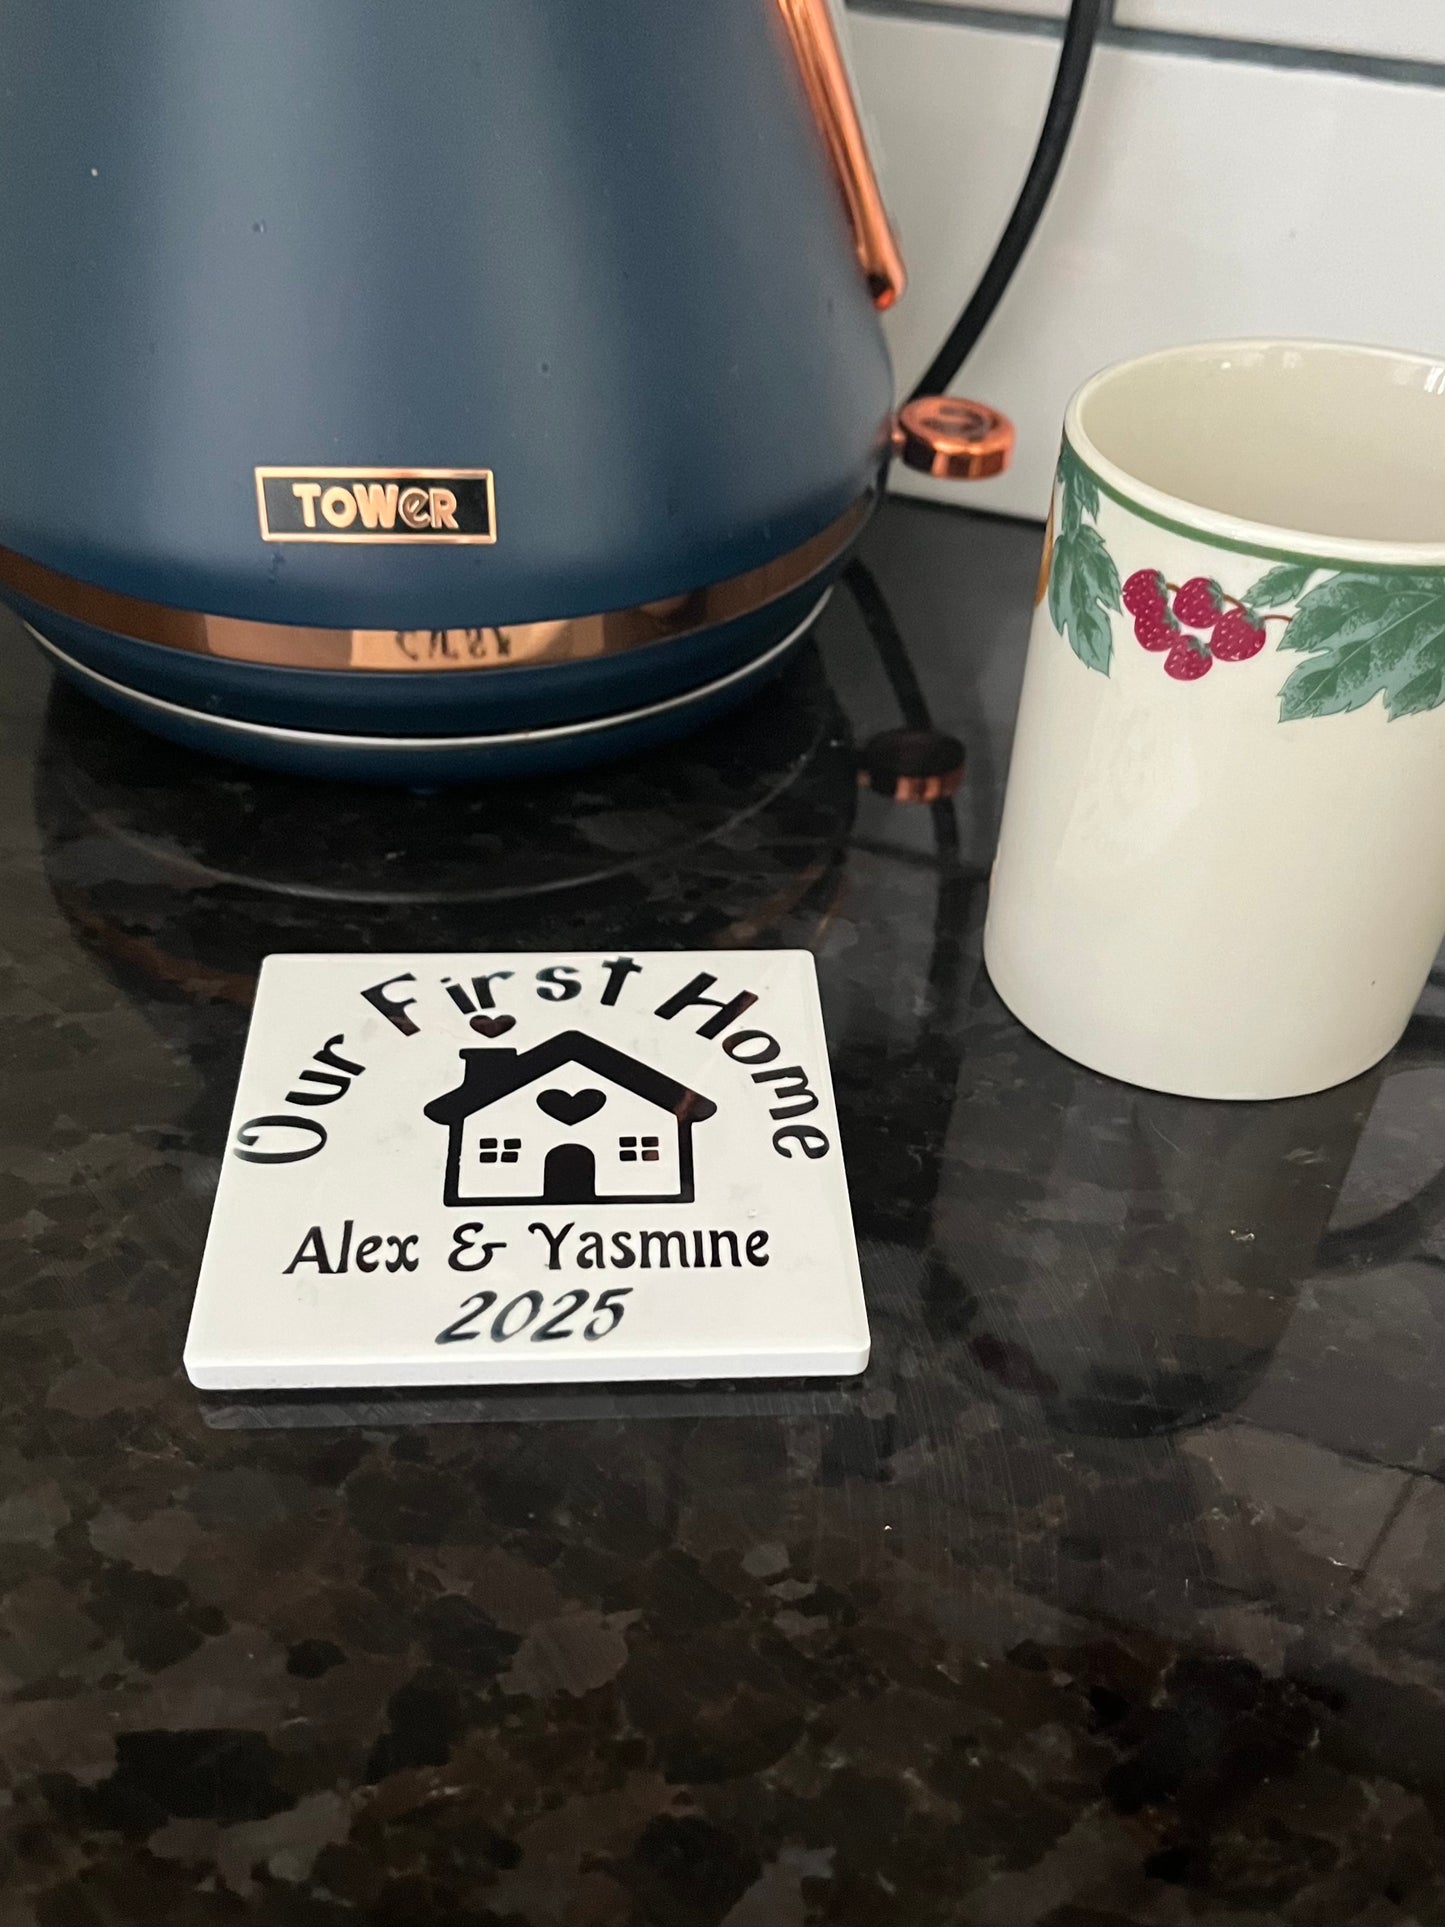 TOWER
Our First Home
Alex & Yasmine
2025